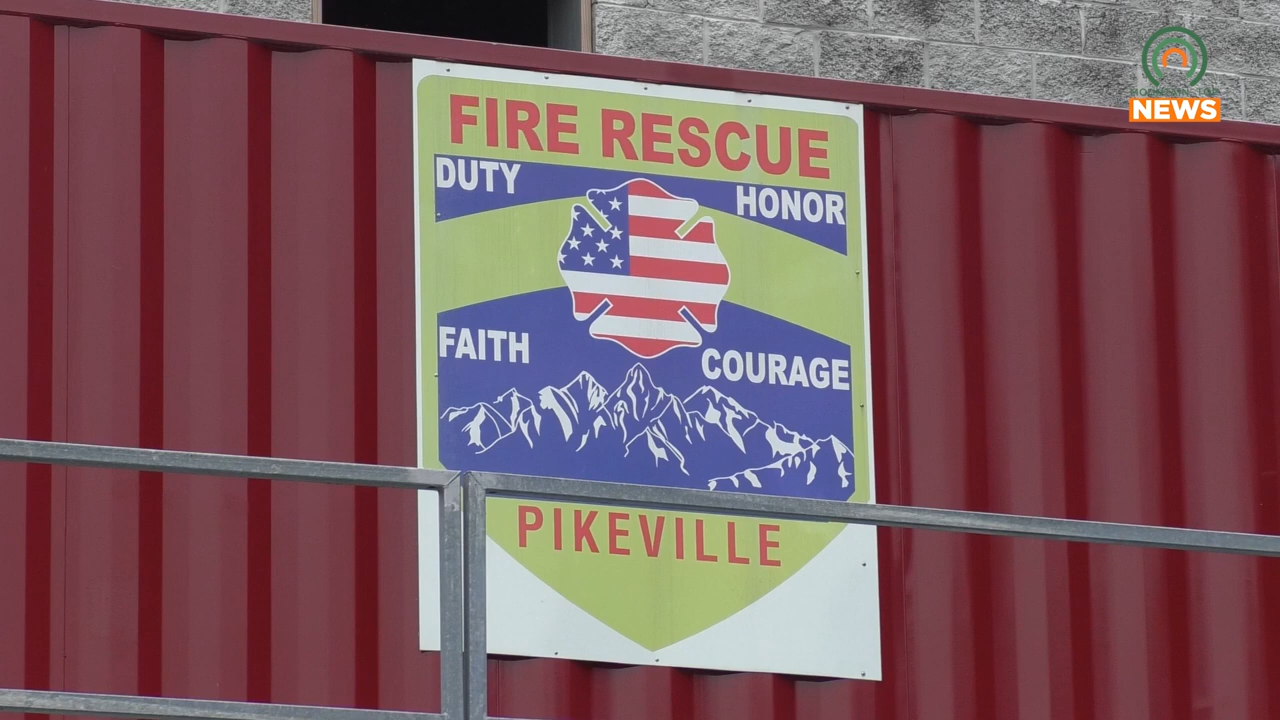 FIRE RESCUE
DUTY
HONOR
FAITH
COURAGE
PIKEVILLE
NEWS